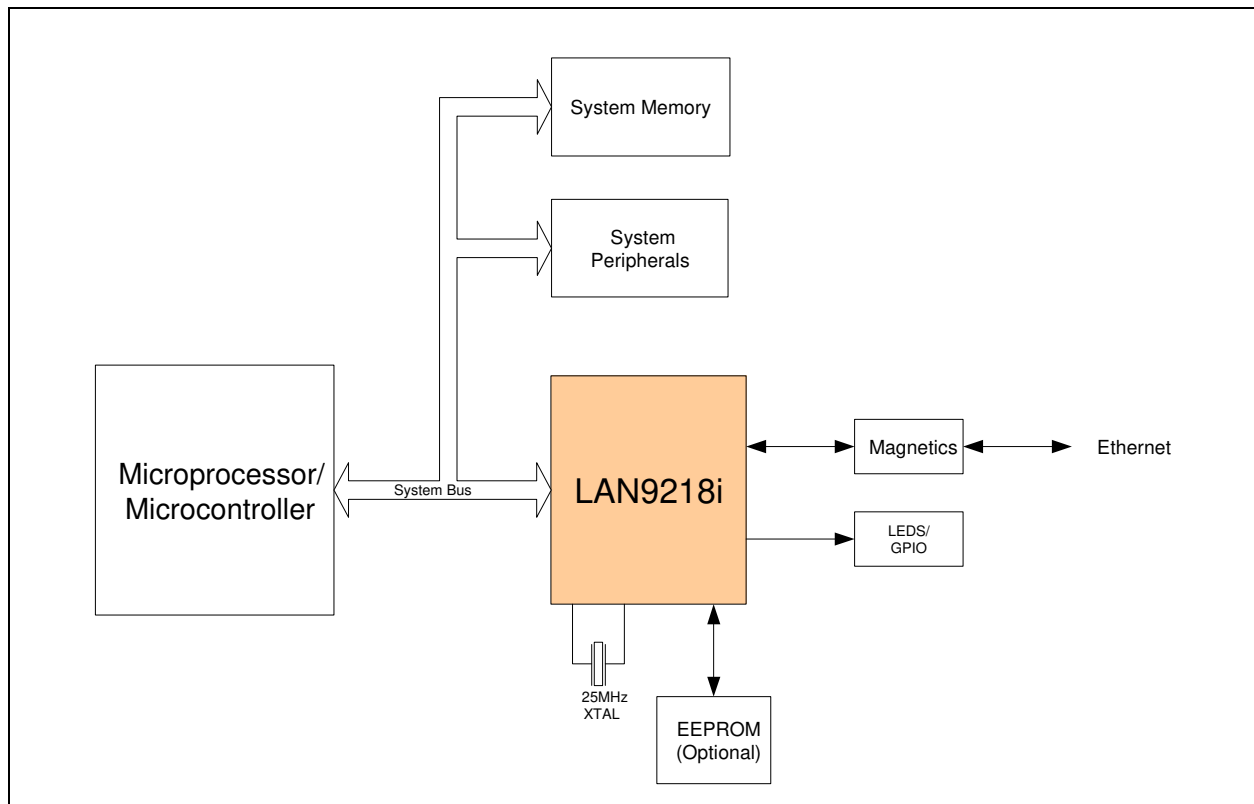 System Memory
System
Peripherals
Microprocessor/
Microcontroller
System Bus
LAN9218i
Magnetics
Ethernet
LEDS/
GPIO
25MHz
XTAL
EEPROM
(Optional)